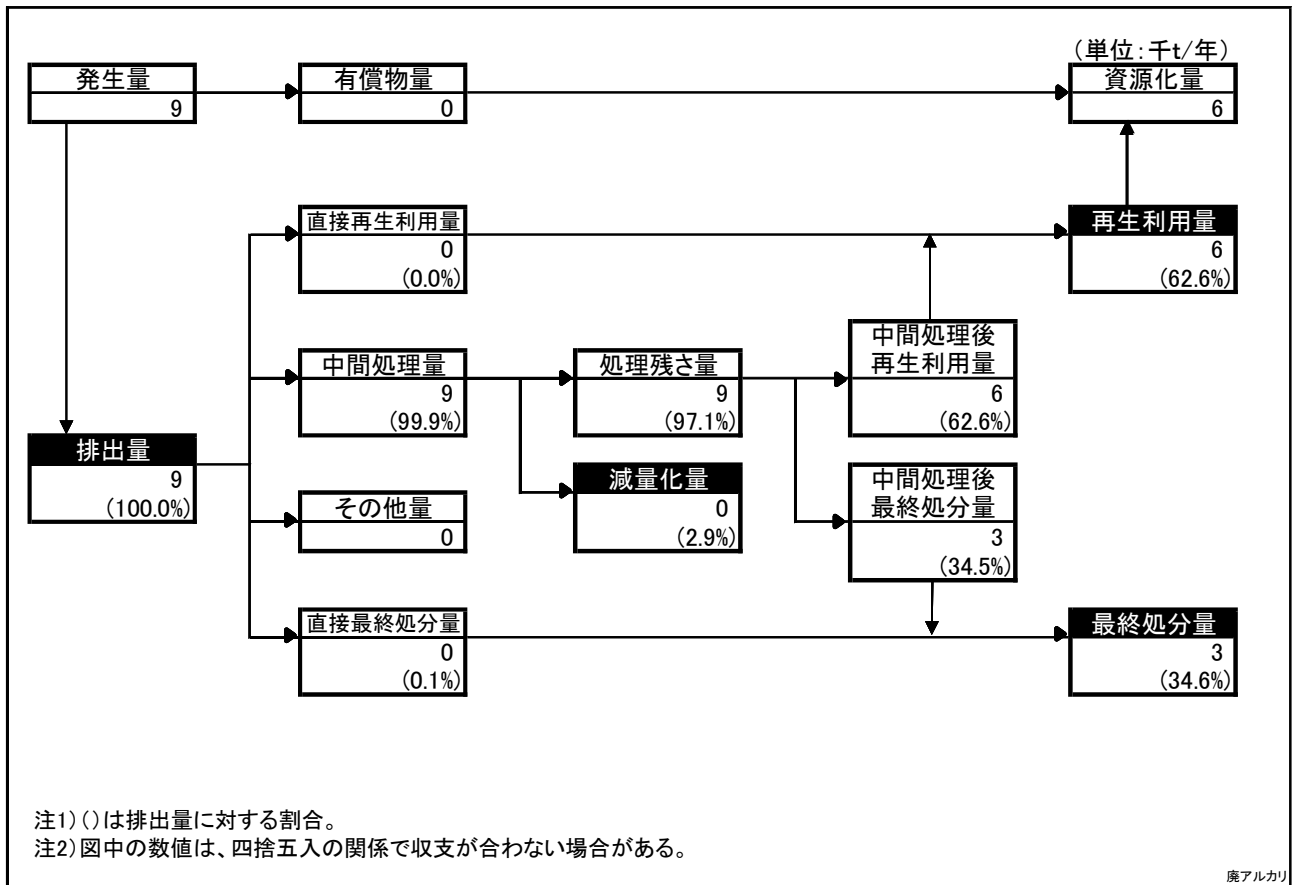 (単位:千t/年)
発生量
9
有償物量
0
資源化量
6
直接再生利用量
0
(0.0%)
再生利用量
6
(62.6%)
中間処理量
9
(99.9%)
処理残さ量
9
(97.1%)
中間処理後
再生利用量
6
(62.6%)
排出量
9
(100.0%)
その他量
0
減量化量
0
(2.9%)
中間処理後
最終処分量
3
(34.5%)
直接最終処分量
0
(0.1%)
最終処分量
3
(34.6%)
注1)()は排出量に対する割合。
注2)図中の数値は、四捨五入の関係で収支が合わない場合がある。
廃アルカリ